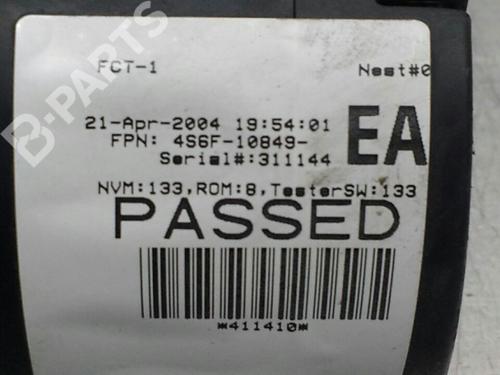 B-PARTS
FCT-1 Nest#0
21-Apr-2004 19:54:01
FPN: 4S6F-10849- EA
Serial#:311144
NVM:133,ROM:8,TesterSW:133
PASSED
*411410*